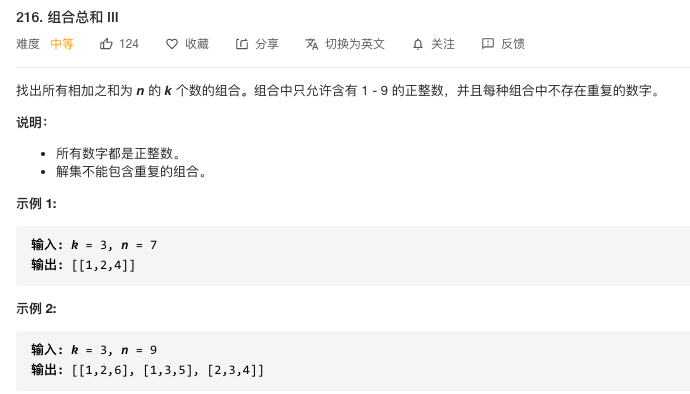 216. 组合总和 III
难度 中等 124 收藏 分享 切换为英文 关注 反馈
找出所有相加之和为 n 的 k 个数的组合。组合中只允许含有 1 - 9 的正整数，并且每种组合中不存在重复的数字。
说明：
• 所有数字都是正整数。
• 解集不能包含重复的组合。
示例 1:
输入: k = 3, n = 7
输出: [[1,2,4]]
示例 2:
输入: k = 3, n = 9
输出: [[1,2,6], [1,3,5], [2,3,4]]